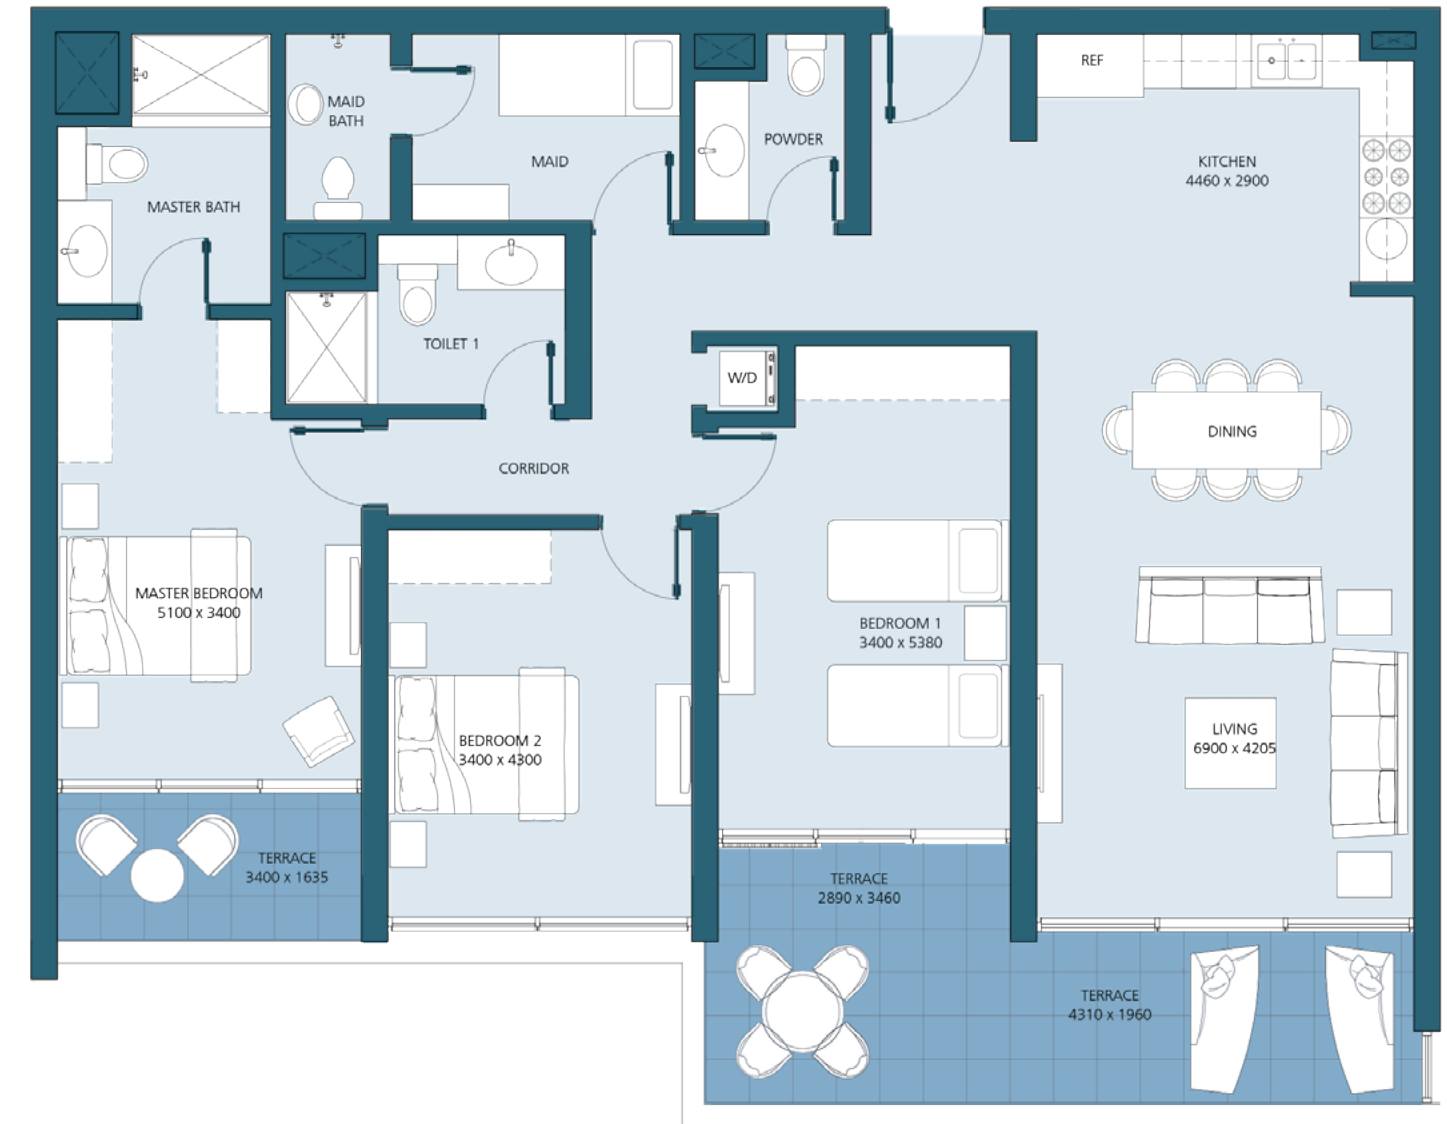 REF
MAID
BATH
POWDER
MAID
KITCHEN
4460 x 2900
MASTER BATH
TOILET 1
W/D
DINING
CORRIDOR
MASTER BEDROOM
5100 x 3400
BEDROOM 1
3400 x 5380
BEDROOM 2
3400 x 4300
LIVING
6900 x 4205
TERRACE
3400 x 1635
TERRACE
2890 x 3460
TERRACE
4310 x 1960